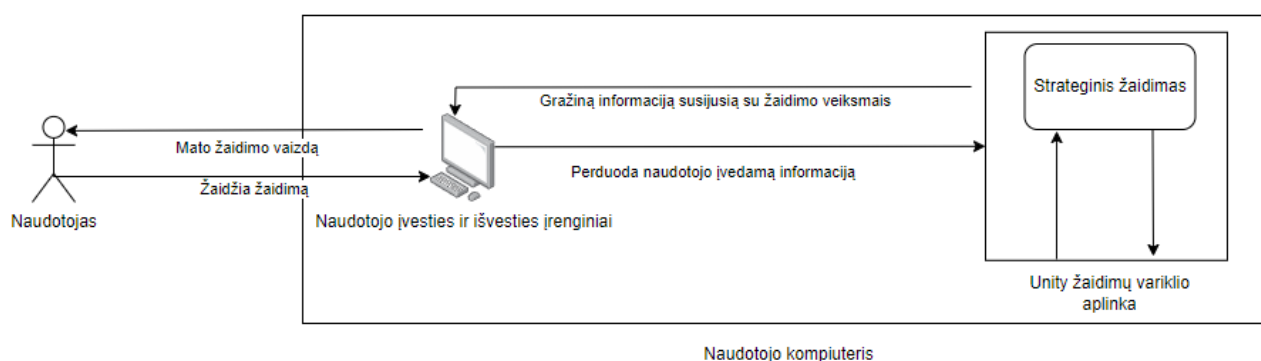 Strateginis žaidimas
Gražiną informaciją susijusią su žaidimo veiksmais
Mato žaidimo vaizdą
Perduoda naudotojo įvedamą informaciją
Žaidžia žaidimą
Naudotojas
Naudotojo įvesties ir išvesties įrenginiai
Unity žaidimų variklio
aplinka
Naudotojo kompiuteris